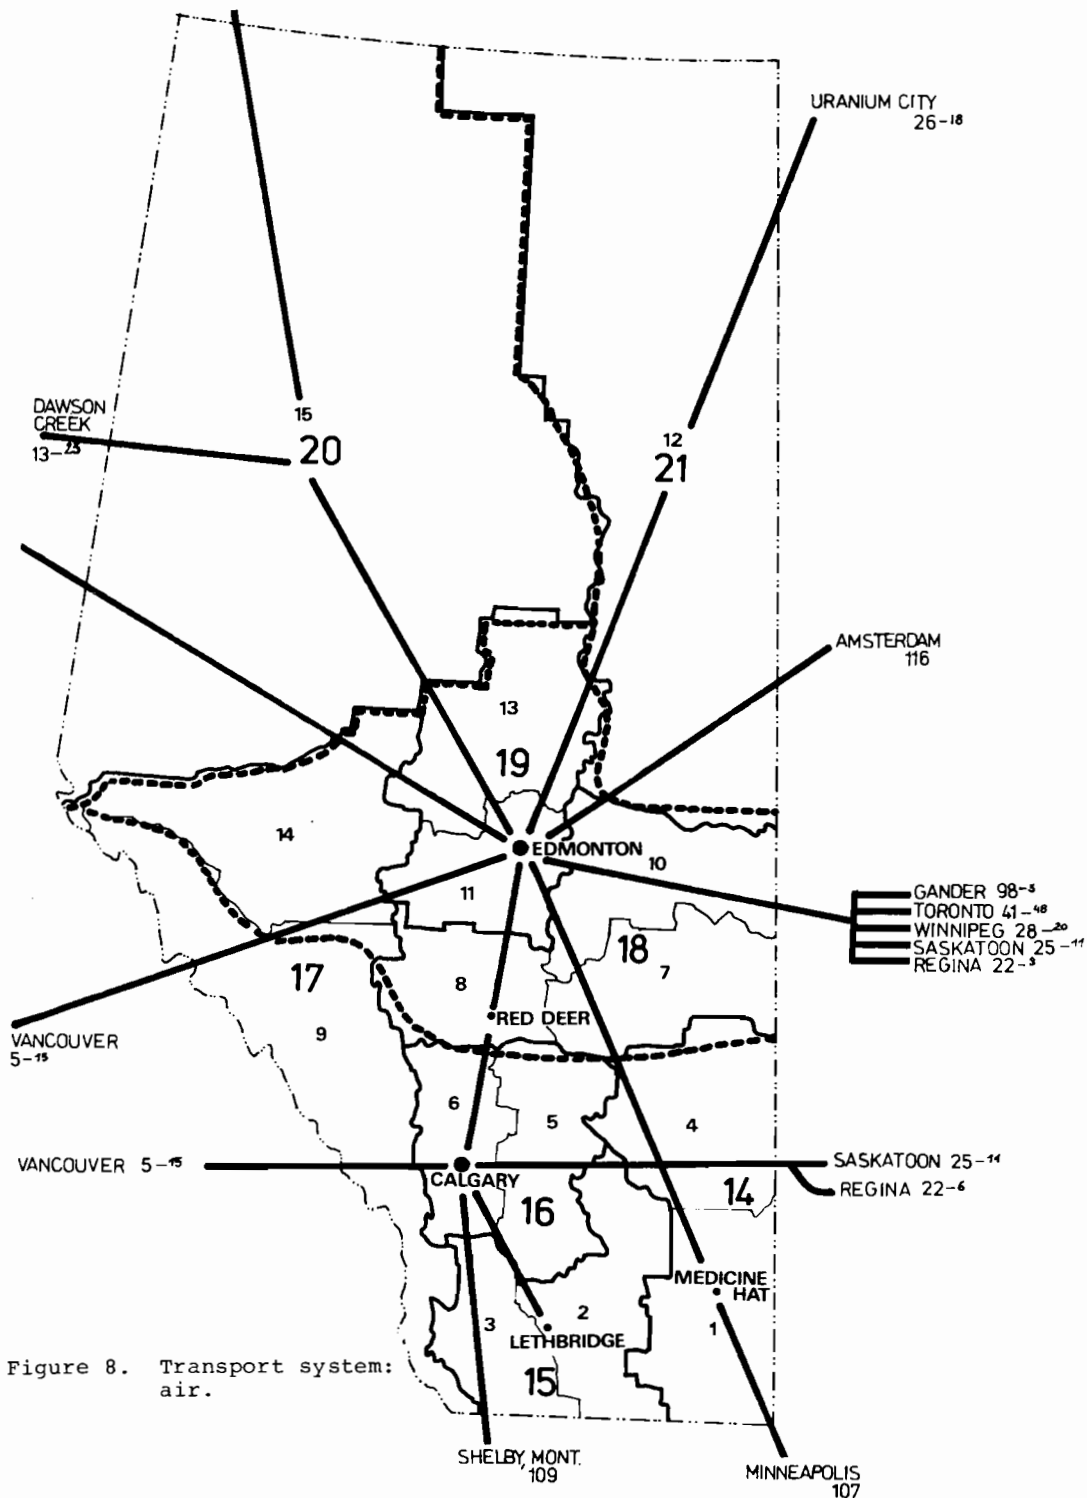 URANIUM CITY
26-18
DAWSON
CREEK
13-23
15
20
12
21
AMSTERDAM
116
13
19
14
EDMONTON
10
11
GANDER 98-5
TORONTO 41-48
WINNIPEG 28-20
SASKATOON 25-11
REGINA 22-3
18
7
17
8
RED DEER
9
VANCOUVER
5-15
6
5
4
VANCOUVER 5-15
CALGARY
SASKATOON 25-14
REGINA 22-6
14
16
MEDICINE
HAT
1
2
3
LETHBRIDGE
15
Figure 8. Transport system:
air.
SHELBY, MONT.
109
MINNEAPOLIS
107